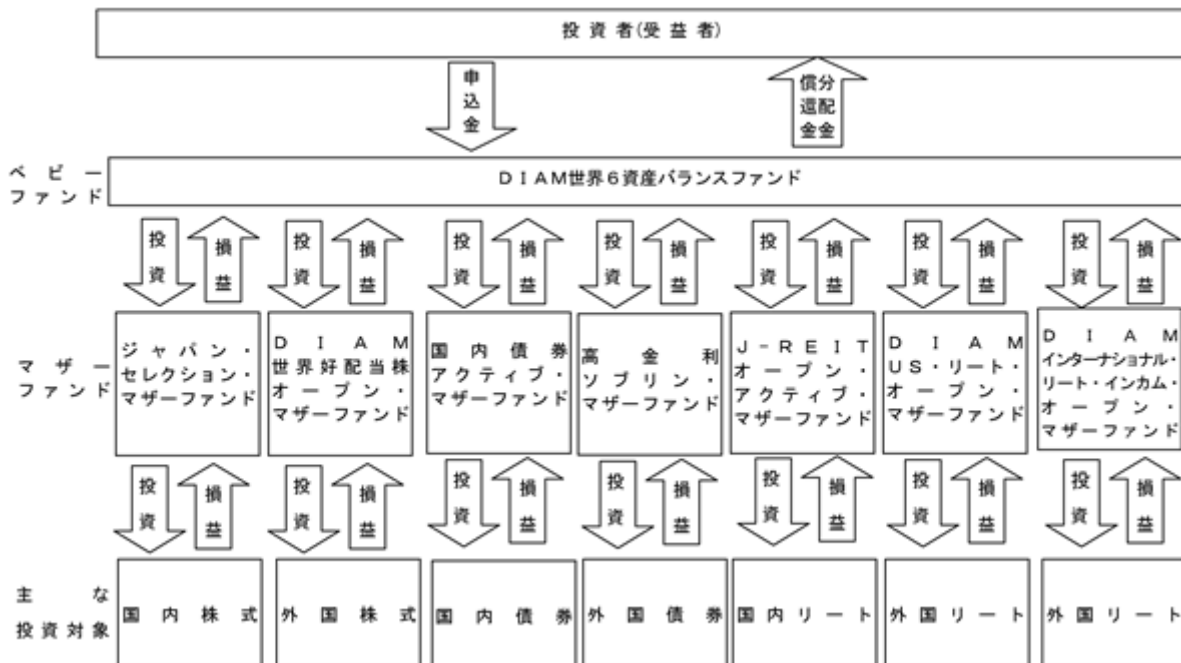 投資者(受益者)
申込金
償還金
分配金
ベビー
ファンド
DIAM世界6資産バランスファンド
投資
損益
投資
損益
投資
損益
投資
損益
投資
損益
投資
損益
投資
損益
マザー
ファンド
ジャパン・
セレクション・
マザーファンド
DIAM
世界好配当株
オープン・
マザーファンド
国内債券
アクティブ・
マザーファンド
高金利
ソブリン・
マザーファンド
J-REIT
オープン・
アクティブ・
マザーファンド
DIAM
US・リート・
オープン・
マザーファンド
DIAM
インターナショナル・
リート・インカム・
オープン・
マザーファンド
投資
損益
投資
損益
投資
損益
投資
損益
投資
損益
投資
損益
投資
損益
主な
投資対象
国内株式
外国株式
国内債券
外国債券
国内リート
外国リート
外国リート